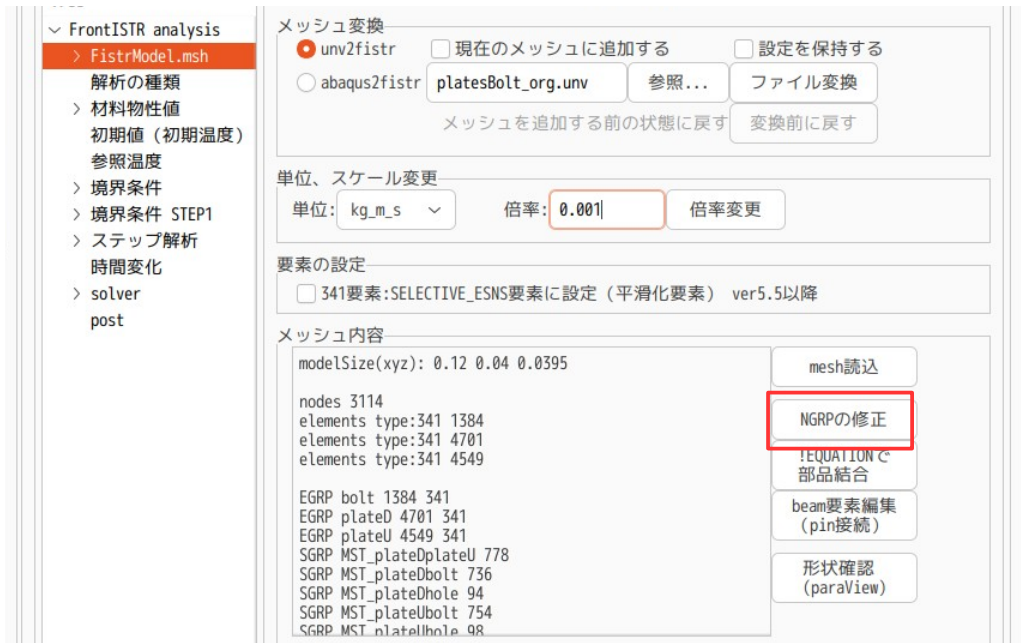 FrontISTR analysis
FistrModel.msh
解析の種類
材料物性値
初期値（初期温度）
参照温度
境界条件
境界条件 STEP1
ステップ解析
時間変化
solver
post
メッシュ変換
unv2fistr 現在のメッシュに追加する 設定を保持する
abaqus2fistr platesBolt_org.unv 参照... ファイル変換
メッシュを追加する前の状態に戻す 変換前に戻す
単位、スケール変更
単位: kg_m_s 倍率: 0.001 倍率変更
要素の設定
341要素:SELECTIVE_ESNS要素に設定（平滑化要素） ver5.5以降
メッシュ内容
modelSize(xyz): 0.12 0.04 0.0395
nodes 3114
elements type:341 1384
elements type:341 4701
elements type:341 4549
EGRP bolt 1384 341
EGRP plateD 4701 341
EGRP plateU 4549 341
SGRP MST_plateDplateU 778
SGRP MST_plateDbolt 736
SGRP MST_plateDhole 94
SGRP MST_plateUbolt 754
SGRP MST_plateUhole 98
mesh読込
NGRPの修正
!EQUATIONで
部品結合
beam要素編集
(pin接続)
形状確認
(paraView)